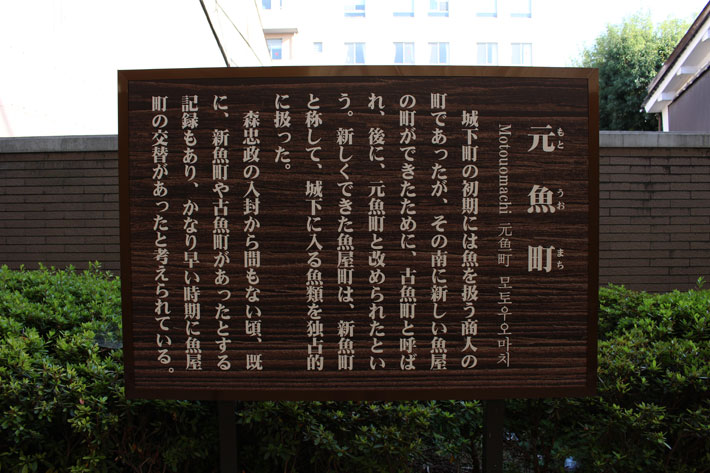 元魚町
もと うお まち
Motouomachi 元鱼町 모토우오마치
城下町の初期には魚を扱う商人の
町であったが、その南に新しい魚屋
の町ができたために、古魚町と呼ば
れ、後に、元魚町と改められたとい
う。新しくできた魚屋町は、新魚町
と称して、城下に入る魚類を独占的
に扱った。
森忠政の入封から間もない頃、既
に、新魚町や古魚町があったとする
記録もあり、かなり早い時期に魚屋
町の交替があったと考えられている。